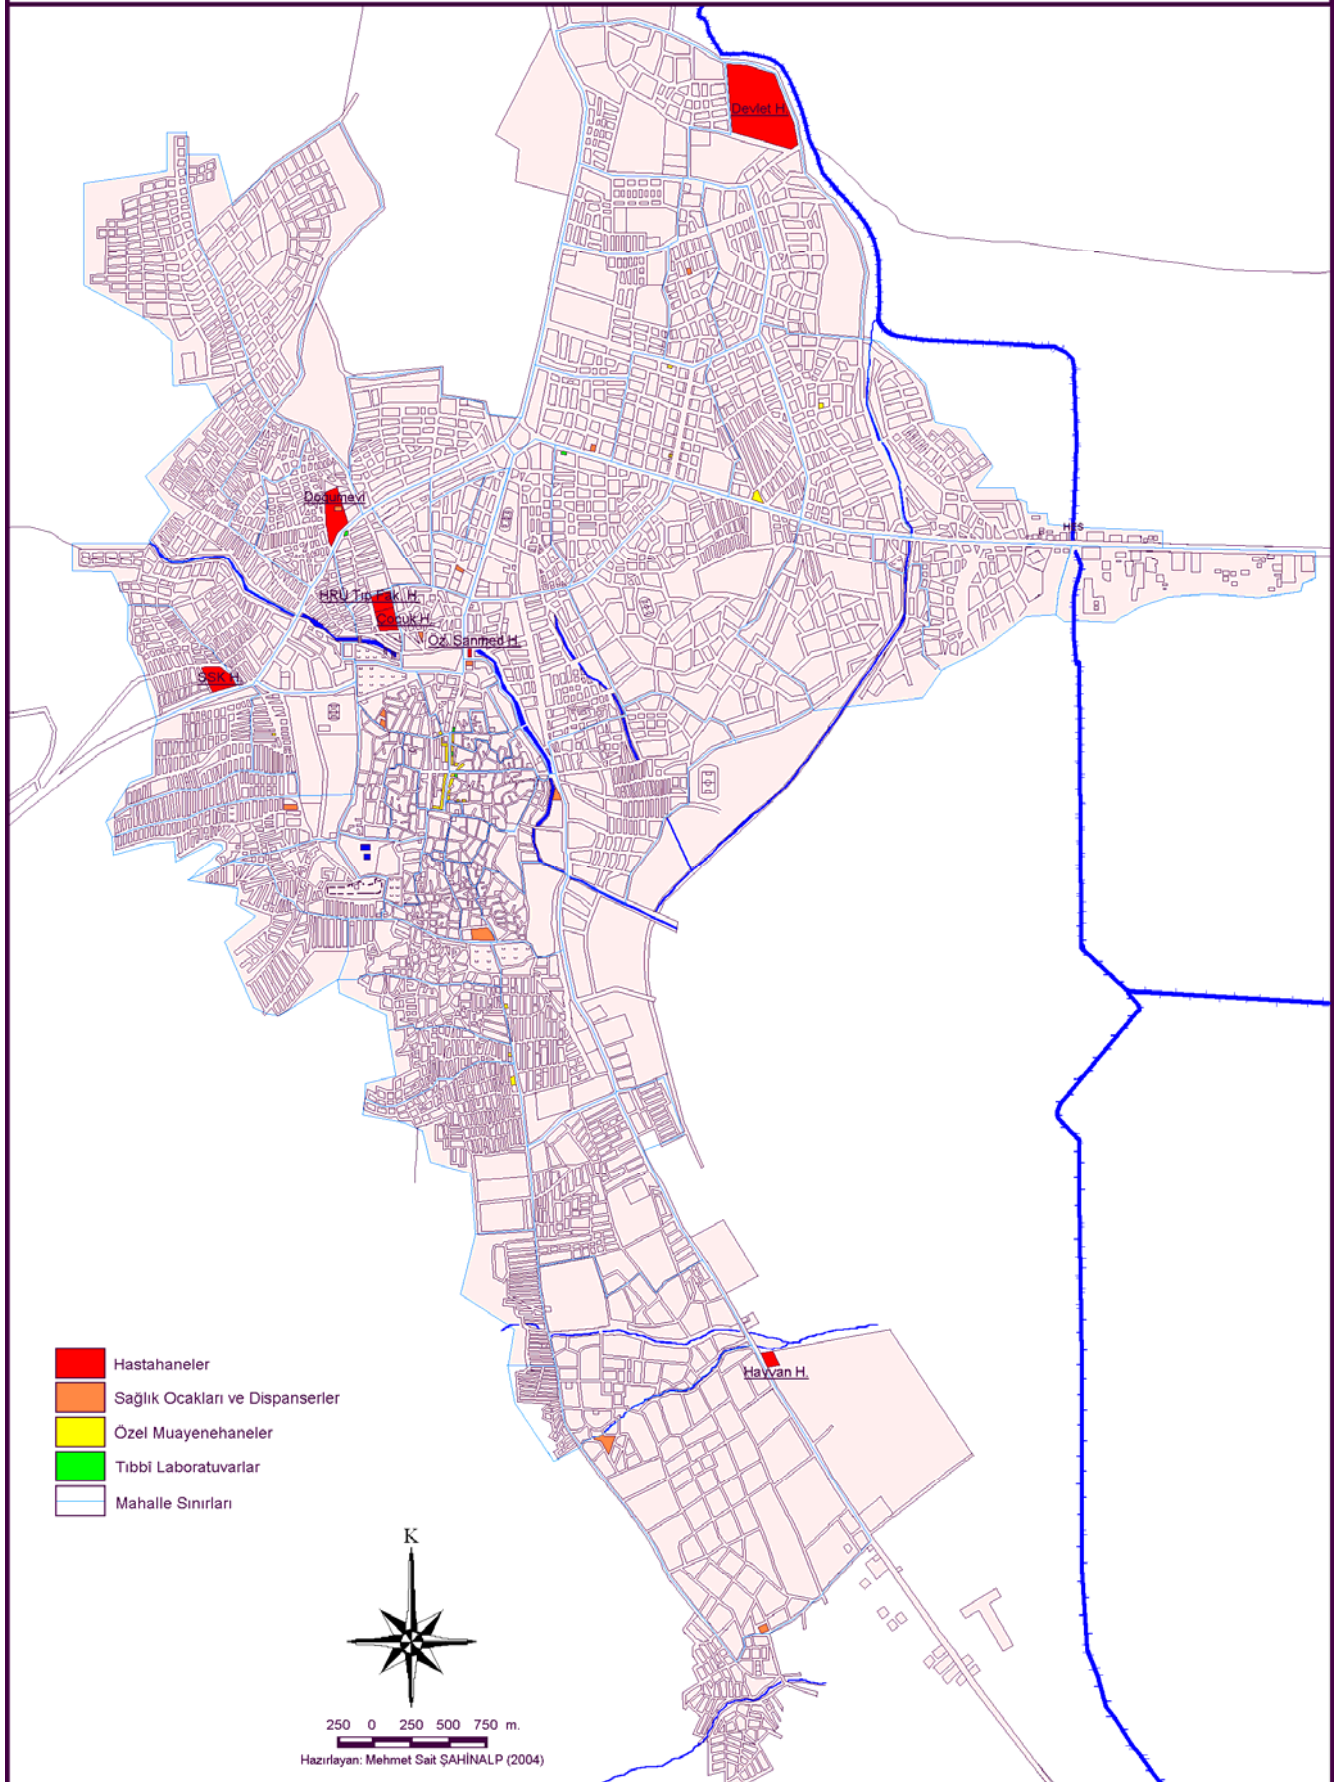 Devlet H.
Doğumevi
HES
HRÜ Tıp Fak. H.
Çocuk H.
Öz. Sanmed H.
SSK H.
Hayvan H.
Hastahaneler
Sağlık Ocakları ve Dispanserler
Özel Muayenehaneler
Tıbbî Laboratuvarlar
Mahalle Sınırları
K
250 0 250 500 750 m.
Hazırlayan: Mehmet Sait ŞAHİNALP (2004)